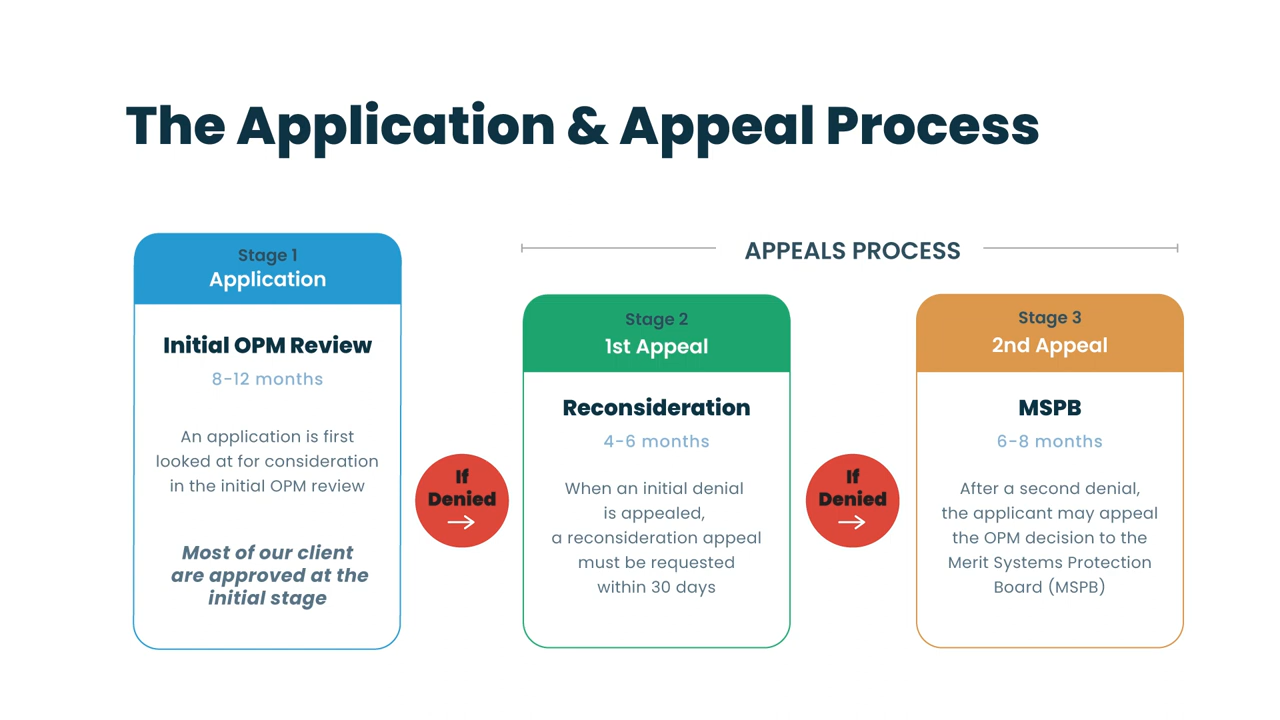 The Application & Appeal Process
Stage 1
Application
Initial OPM Review
8-12 months
An application is first
looked at for consideration
in the initial OPM review
Most of our client
are approved at the
initial stage
If
Denied
APPEALS PROCESS
Stage 2
1st Appeal
Reconsideration
4-6 months
When an initial denial
is appealed,
a reconsideration appeal
must be requested
within 30 days
If
Denied
Stage 3
2nd Appeal
MSPB
6-8 months
After a second denial,
the applicant may appeal
the OPM decision to the
Merit Systems Protection
Board (MSPB)